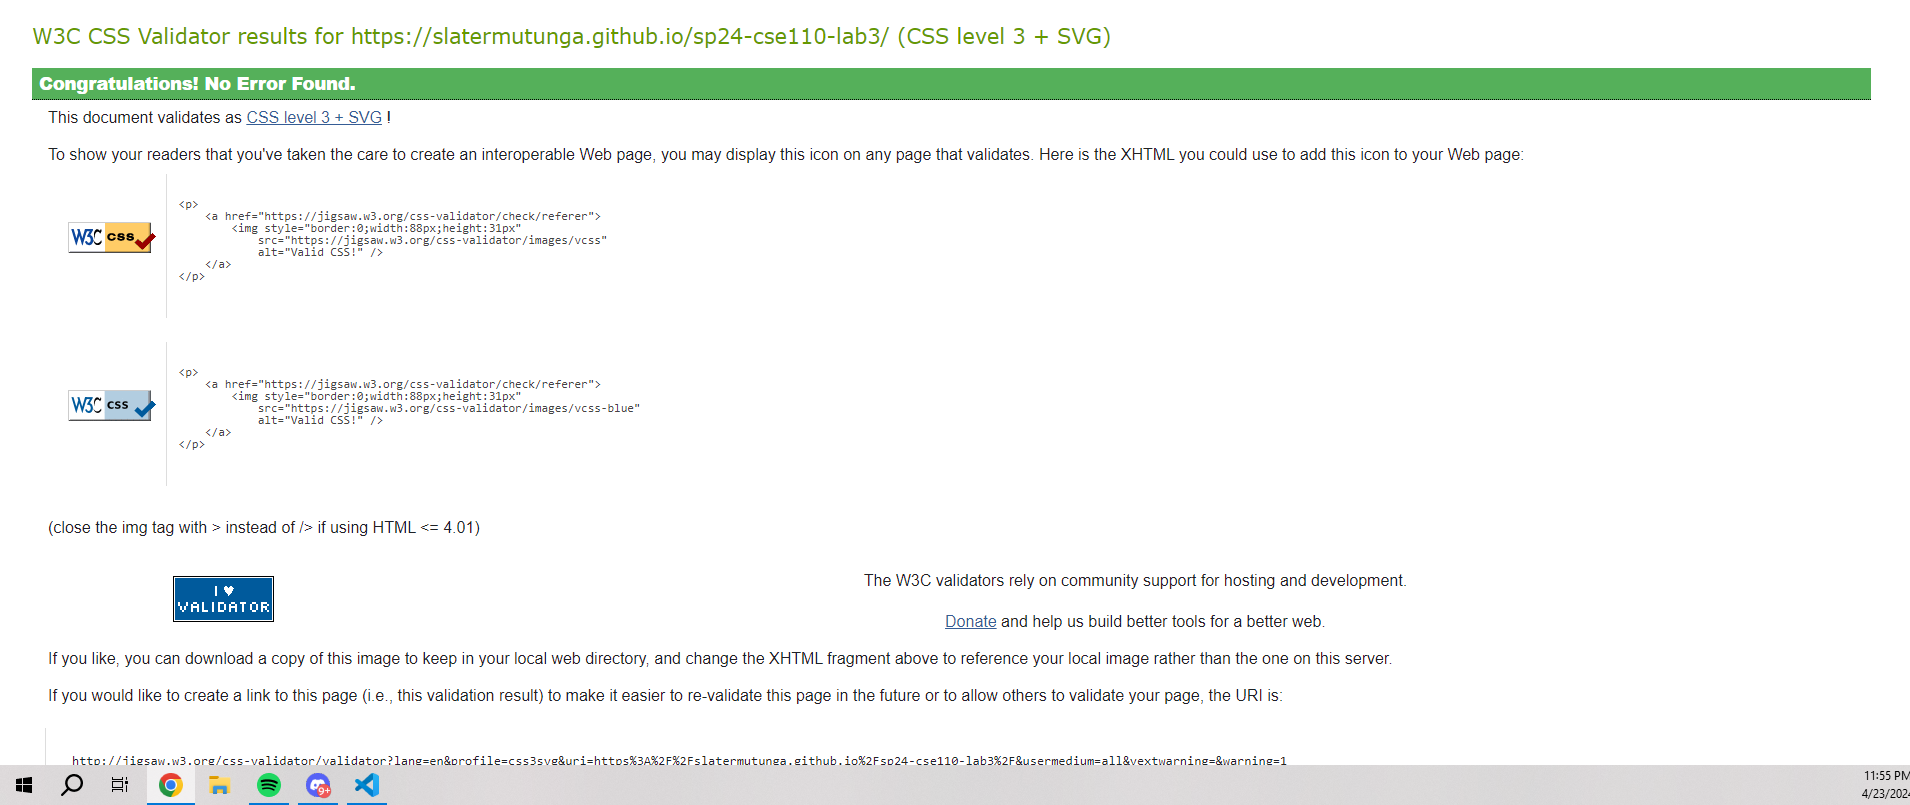 W3C CSS Validator results for https://slatermutunga.github.io/sp24-cse110-lab3/ (CSS level 3 + SVG)
Congratulations! No Error Found.
This document validates as CSS level 3 + SVG !
To show your readers that you've taken the care to create an interoperable Web page, you may display this icon on any page that validates. Here is the XHTML you could use to add this icon to your Web page:
W3C css
<p>
<a href="https://jigsaw.w3.org/css-validator/check/referer">
<img style="border:0;width:88px;height:31px"
src="https://jigsaw.w3.org/css-validator/images/vcss"
alt="Valid CSS!" />
</a>
</p>
W3C css
<p>
<a href="https://jigsaw.w3.org/css-validator/check/referer">
<img style="border:0;width:88px;height:31px"
src="https://jigsaw.w3.org/css-validator/images/vcss-blue"
alt="Valid CSS!" />
</a>
</p>
(close the img tag with > instead of /> if using HTML <= 4.01)
I ♥
VALIDATOR
The W3C validators rely on community support for hosting and development.
Donate and help us build better tools for a better web.
If you like, you can download a copy of this image to keep in your local web directory, and change the XHTML fragment above to reference your local image rather than the one on this server.
If you would like to create a link to this page (i.e., this validation result) to make it easier to re-validate this page in the future or to allow others to validate your page, the URI is:
http://jigsaw.w3.org/css-validator/validator?lang=en&profile=css3svg&uri=https%3A%2F%2Fslatermutunga.github.io%2Fsp24-cse110-lab3%2F&usermedium=all&vextwarning=&warning=1
9+
11:55 PM
4/23/2024